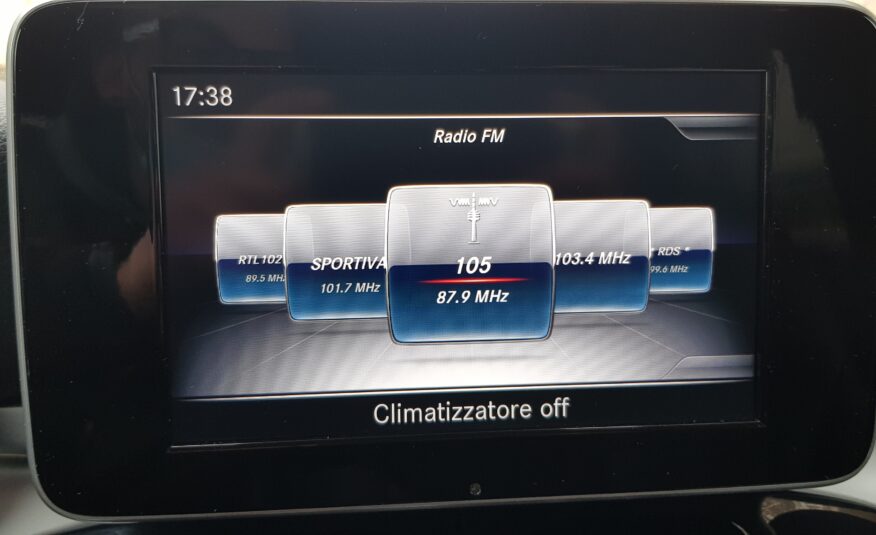 17:38
Radio FM
RTL102
89.5 MHz
SPORTIVA
101.7 MHz
105
87.9 MHz
103.4 MHz
* RDS *
99.6 MHz
Climatizzatore off